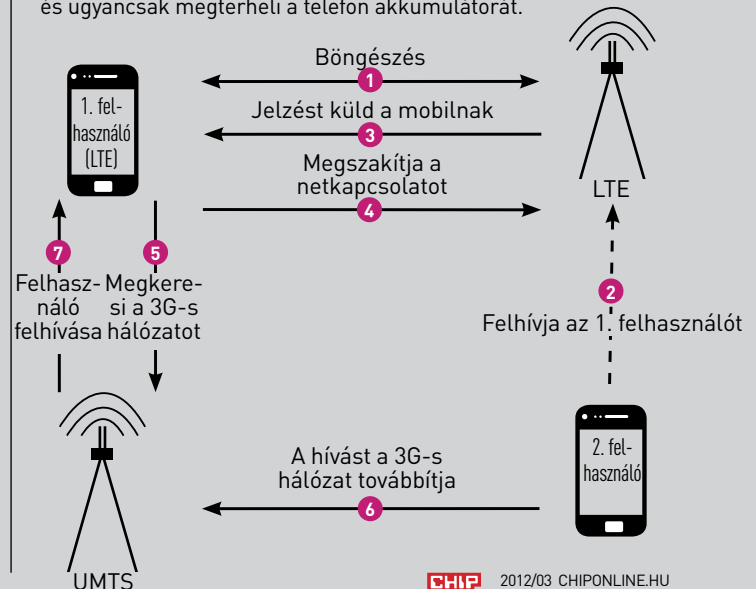 és ugyancsak megterheli a telefon akkumulátorát.
Böngészés
1
Jelzést küld a mobilnak
3
Megszakítja a
netkapcsolatot
4
1. fel-
használó
(LTE)
LTE
7
5
2
Felhasz-
náló
felhívása
Megkere-
si a 3G-s
hálózatot
Felhívja az 1. felhasználót
2. fel-
használó
A hívást a 3G-s
hálózat továbbítja
6
UMTS
CHIP 2012/03 CHIPONLINE.HU